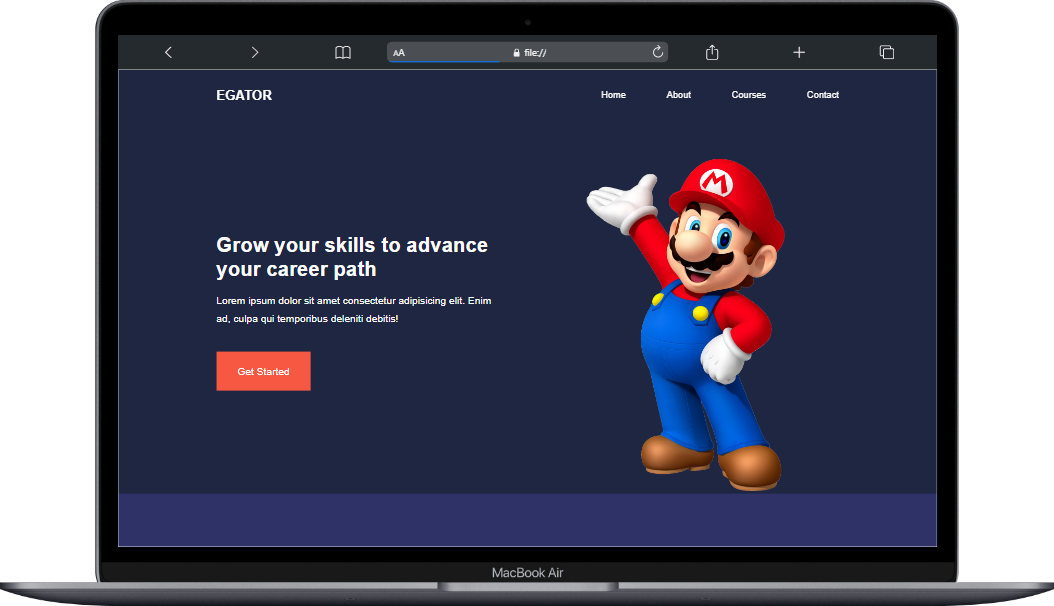 AA file://
EGATOR Home About Courses Contact
M
Grow your skills to advance
your career path
Lorem ipsum dolor sit amet consectetur adipisicing elit. Enim
ad, culpa qui temporibus deleniti debitis!
Get Started
MacBook Air